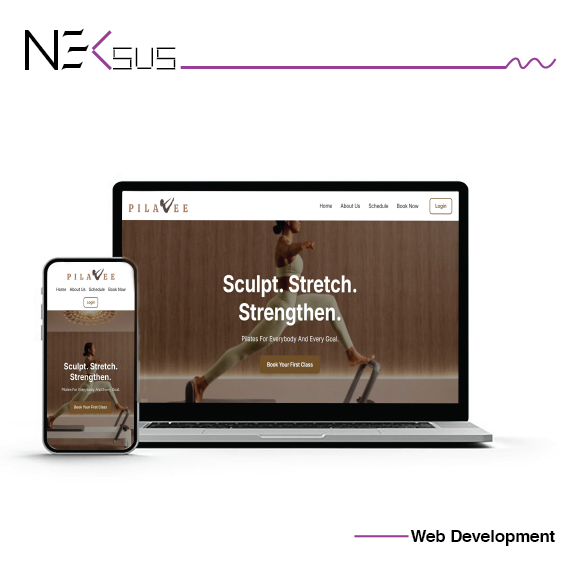 NEKSUS
PILAVEE
Home About Us Schedule Book Now Login
Sculpt. Stretch.
Strengthen.
Pilates For Everybody And Every Goal.
Book Your First Class
PILAVEE
Home About Us Schedule Book Now
Login
Sculpt. Stretch.
Strengthen.
Pilates For Everybody And Every Goal.
Book Your First Class
Web Development